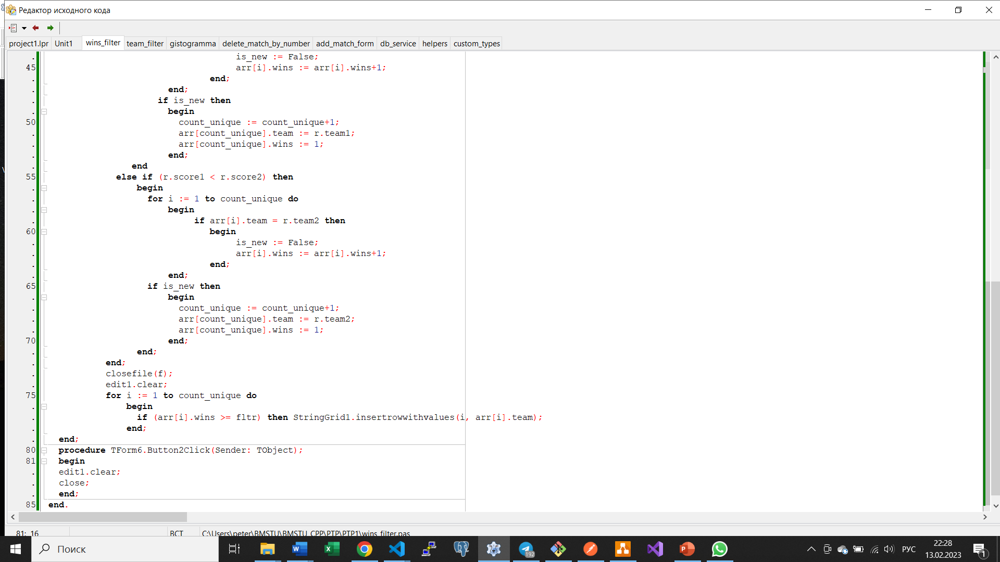 Редактор исходного кода
project1.lpr Unit1 wins_filter team_filter gistogramma delete_match_by_number add_match_form db_service helpers custom_types
. is_new := False;
45 arr[i].wins := arr[i].wins+1;
. end;
. end;
. if is_new then
. begin
50 count_unique := count_unique+1;
. arr[count_unique].team := r.team1;
. arr[count_unique].wins := 1;
. end;
. end
55 else if (r.score1 < r.score2) then
. begin
. for i := 1 to count_unique do
. begin
. if arr[i].team = r.team2 then
60 begin
. is_new := False;
. arr[i].wins := arr[i].wins+1;
. end;
. end;
65 if is_new then
. begin
. count_unique := count_unique+1;
. arr[count_unique].team := r.team2;
. arr[count_unique].wins := 1;
70 end;
. end;
. end;
. closefile(f);
. edit1.clear;
75 for i := 1 to count_unique do
. begin
. if (arr[i].wins >= fltr) then StringGrid1.insertrowwithvalues(i, arr[i].team);
. end;
. end;
80 procedure TForm6.Button2Click(Sender: TObject);
81 begin
. edit1.clear;
. close;
. end;
85 end.
81: 16 ВСТ C:\Users\peter\BMSTU\BMSTU_CPP\PTP\PTP1\wins_filter.pas
Поиск
192
РУС
22:28
13.02.2023
1